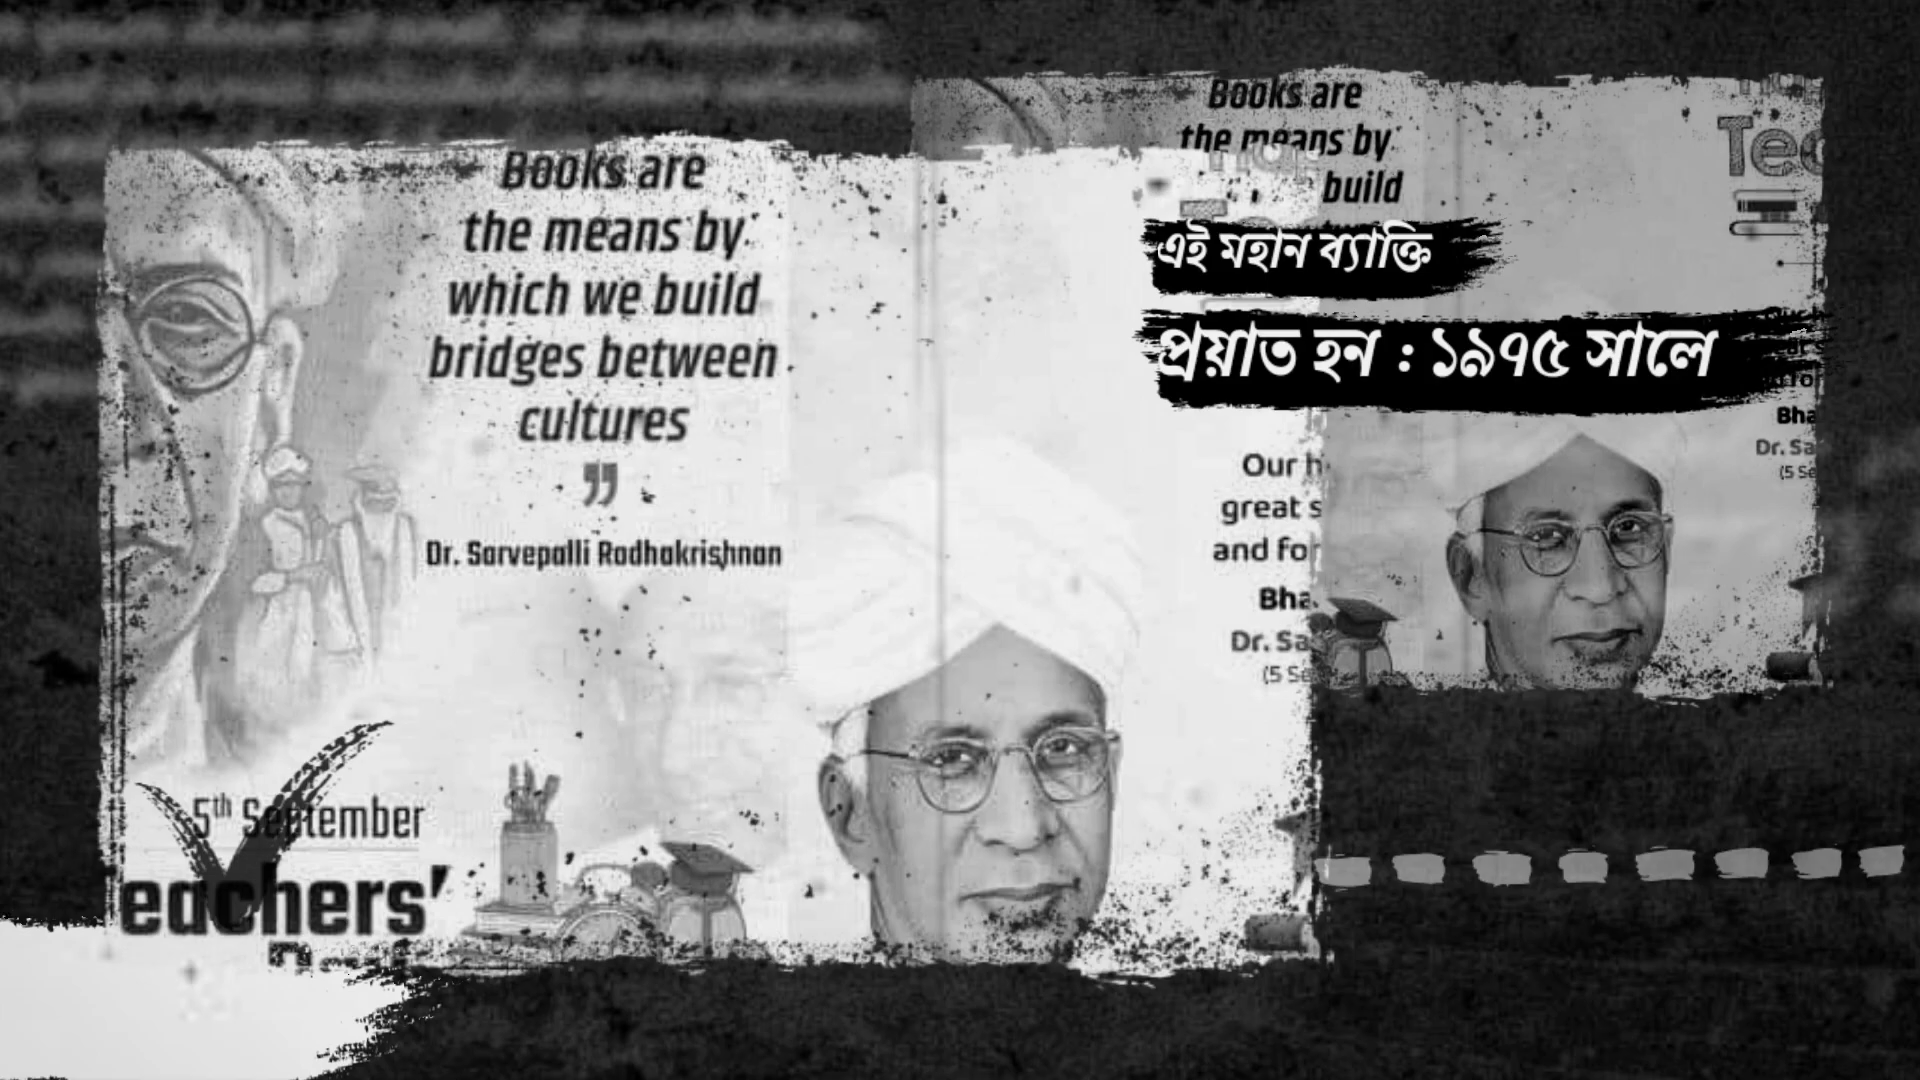 Books are
the means by
which we build
bridges between
cultures
”
Dr. Sarvepalli Radhakrishnan
5th September
eachers'
Books are
the means by
build
এই মহান ব্যাক্তি
প্রয়াত হন : ১৯৭৫ সালে
Our h
great s
and for
Bha
Dr. Sa
(5 Se
Tea
Bha
Dr. Sa
(5 Se